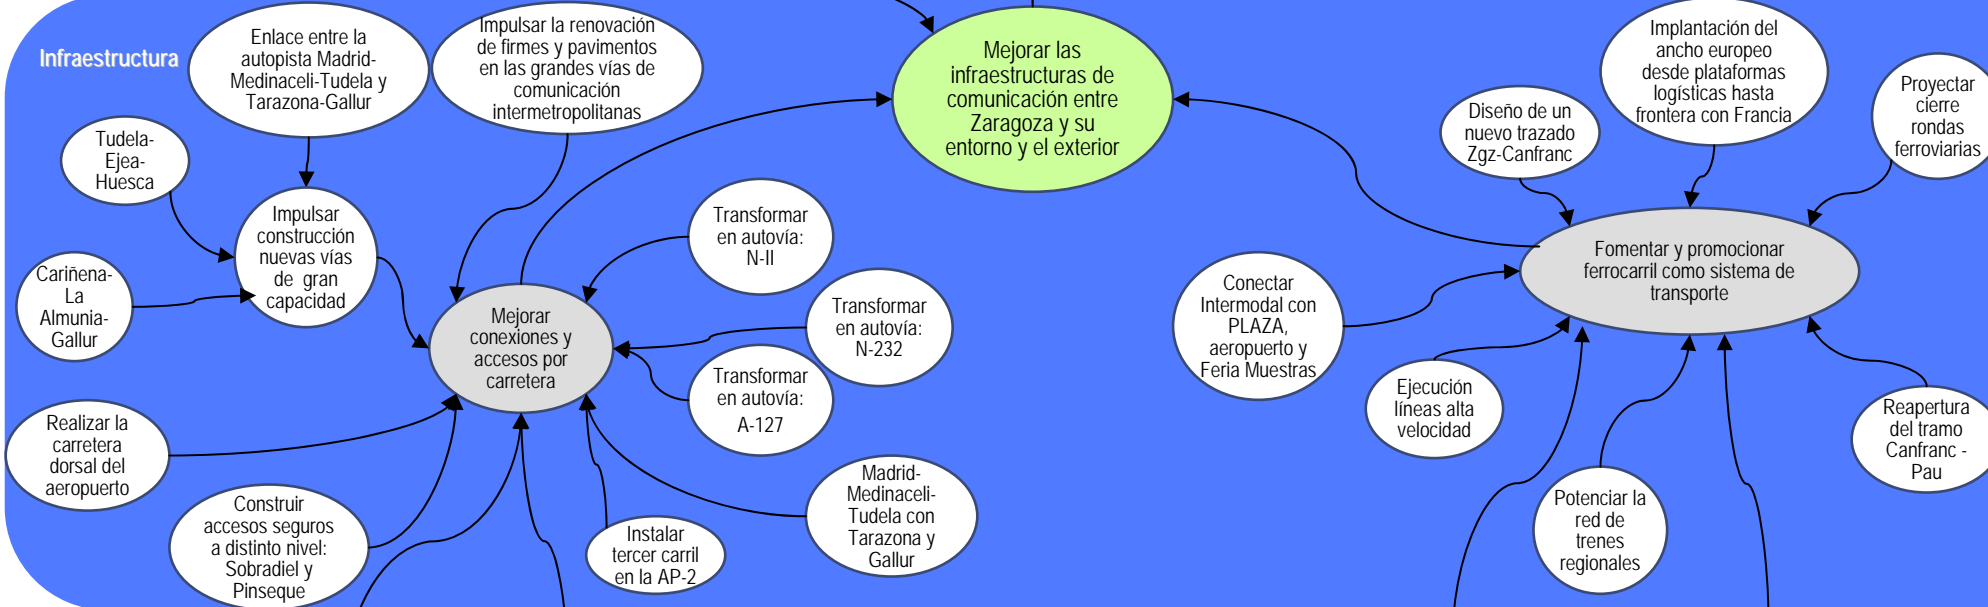 Infraestructura
Enlace entre la
autopista Madrid-
Medinaceli-Tudela y
Tarazona-Gallur
Impulsar la renovación
de firmes y pavimentos
en las grandes vías de
comunicación
intermetropolitanas
Mejorar las
infraestructuras de
comunicación entre
Zaragoza y su
entorno y el exterior
Implantación del
ancho europeo
desde plataformas
logísticas hasta
frontera con Francia
Proyectar
cierre
rondas
ferroviarias
Diseño de un
nuevo trazado
Zgz-Canfranc
Tudela-
Ejea-
Huesca
Impulsar
construcción
nuevas vías
de gran
capacidad
Cariñena-
La
Almunia-
Gallur
Transformar
en autovía:
N-II
Transformar
en autovía:
N-232
Transformar
en autovía:
A-127
Mejorar
conexiones y
accesos por
carretera
Fomentar y promocionar
ferrocarril como sistema de
transporte
Conectar
Intermodal con
PLAZA,
aeropuerto y
Feria Muestras
Ejecución
líneas alta
velocidad
Reapertura
del tramo
Canfranc -
Pau
Potenciar la
red de
trenes
regionales
Realizar la
carretera
dorsal del
aeropuerto
Construir
accesos seguros
a distinto nivel:
Sobradiel y
Pinseque
Instalar
tercer carril
en la AP-2
Madrid-
Medinaceli-
Tudela con
Tarazona y
Gallur